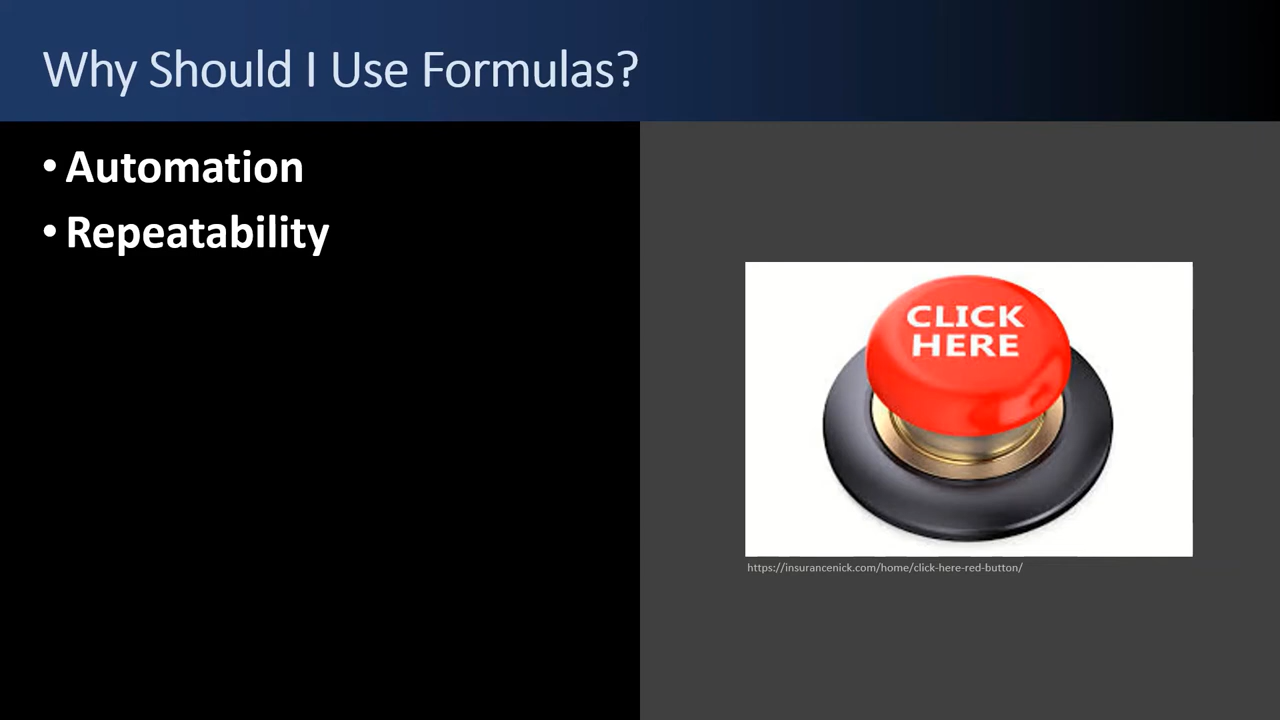 Why Should I Use Formulas?
• Automation
• Repeatability
CLICK
HERE
https://insurancenick.com/home/click-here-red-button/